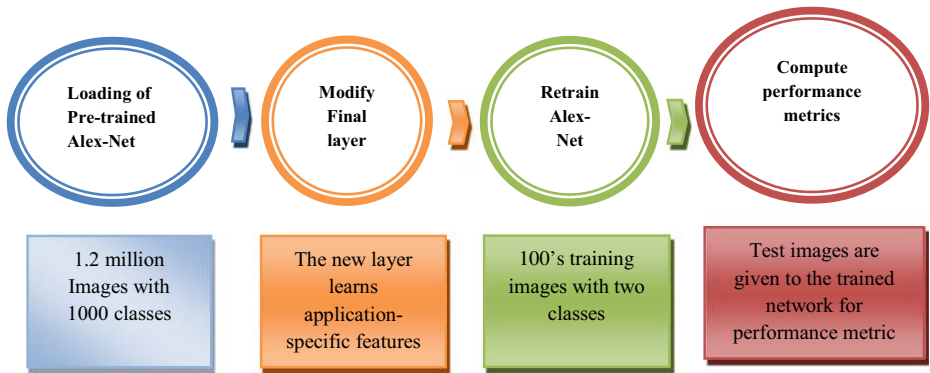 Loading of
Pre-trained
Alex-Net
Modify
Final
layer
Retrain
Alex-
Net
Compute
performance
metrics
1.2 million
Images with
1000 classes
The new layer
learns
application-
specific features
100’s training
images with two
classes
Test images are
given to the trained
network for
performance metric